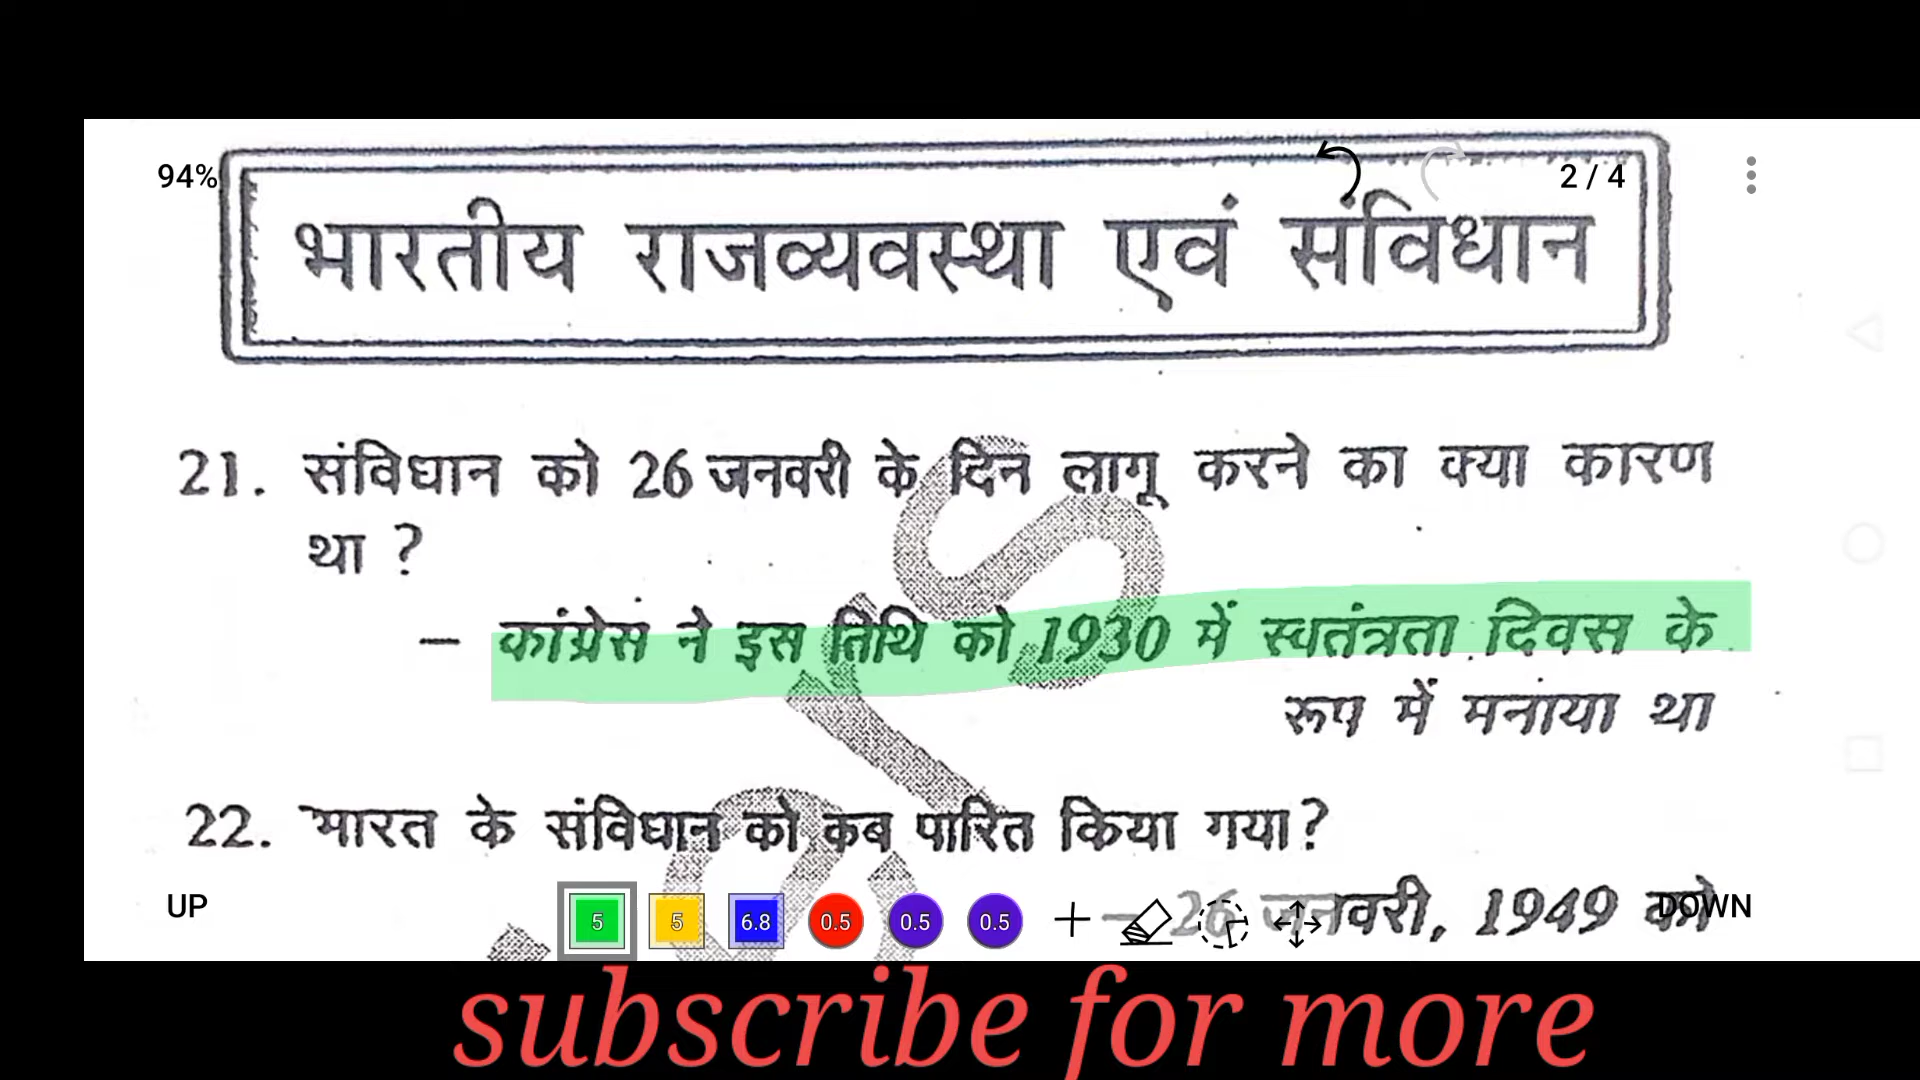 94%
2 / 4
भारतीय राजव्यवस्था एवं संविधान
21. संविधान को 26 जनवरी के दिन लागू करने का क्या कारण
था ?
– कांग्रेस ने इस तिथि को 1930 में स्वतंत्रता दिवस के
रूप में मनाया था
22. भारत के संविधान को कब पारित किया गया?
– 26 जनवरी, 1949 को
UP
5 5 6.8 0.5 0.5 0.5
DOWN
subscribe for more